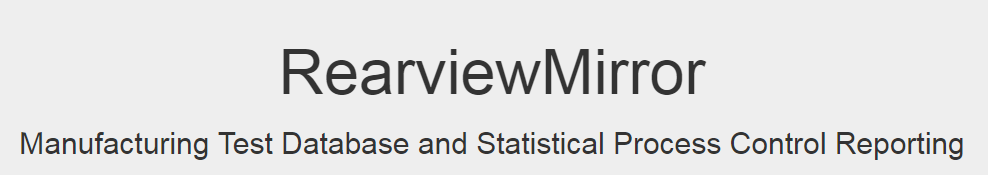 RearviewMirror
Manufacturing Test Database and Statistical Process Control Reporting